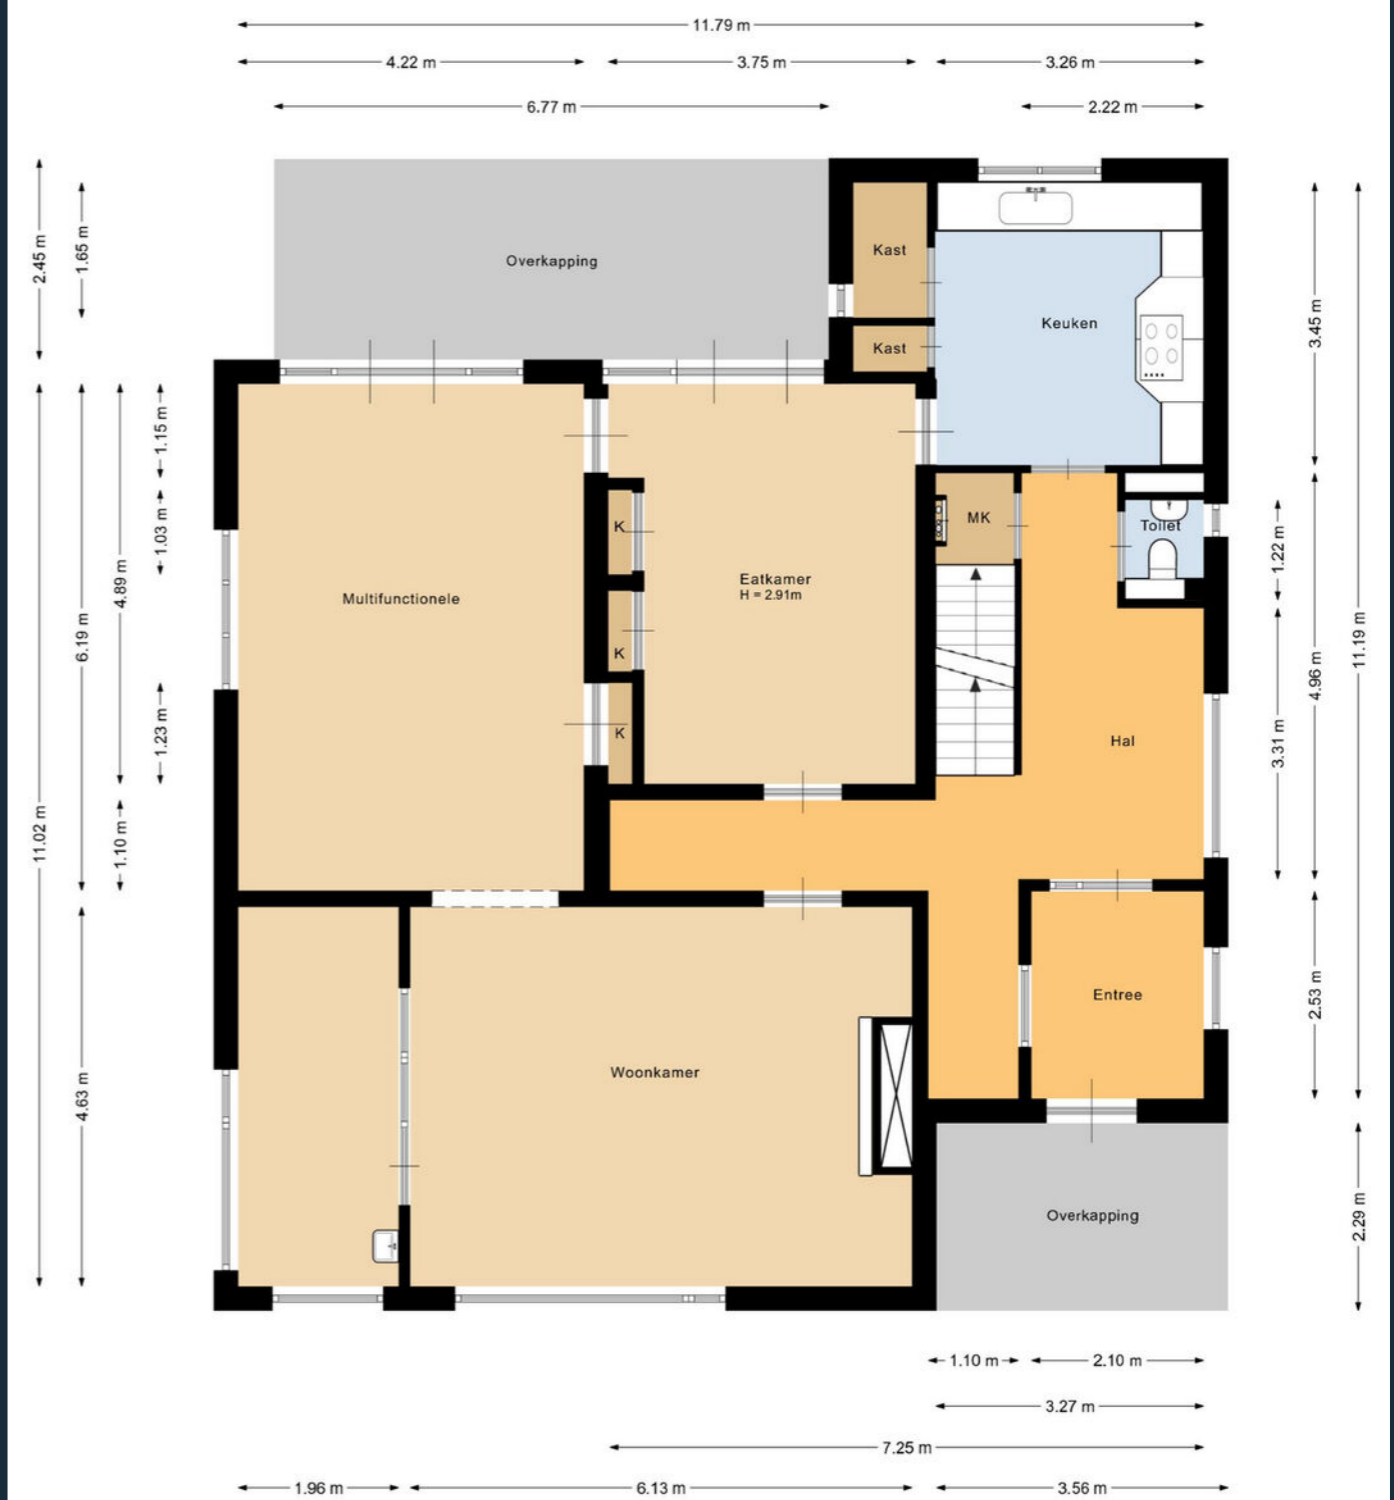 11.79 m
4.22 m
3.75 m
3.26 m
6.77 m
2.22 m
2.45 m
1.65 m
Overkapping
Kast
Kast
Keuken
3.45 m
11.02 m
6.19 m
4.89 m
1.15 m
1.03 m
1.23 m
1.10 m
4.63 m
Multifunctionele
K
K
K
Eatkamer
H = 2.91m
MK
Toilet
Hal
1.22 m
3.31 m
4.96 m
11.19 m
Entree
2.53 m
Woonkamer
Overkapping
2.29 m
1.10 m
2.10 m
3.27 m
7.25 m
1.96 m
6.13 m
3.56 m